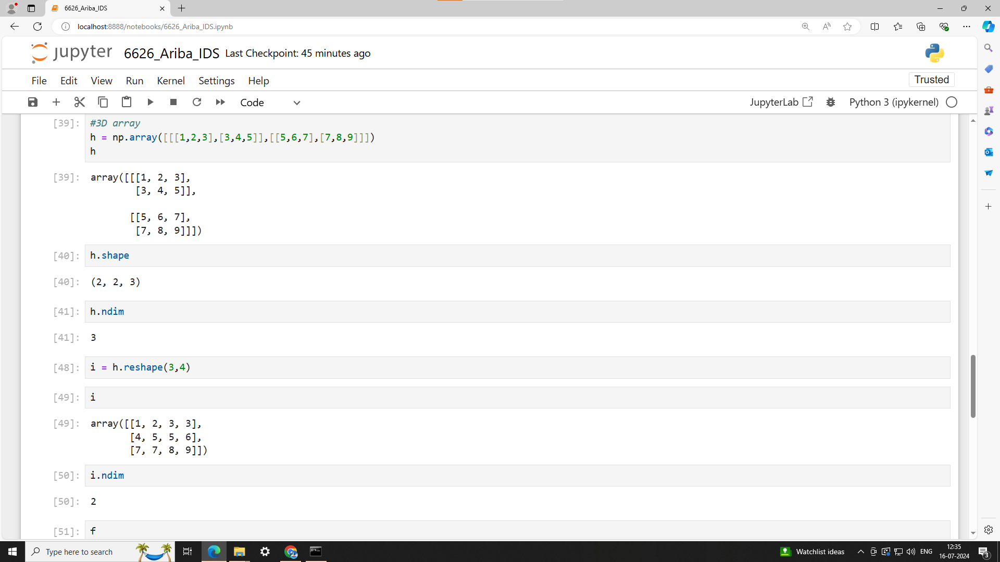 6626_Ariba_IDS
localhost:8888/notebooks/6626_Ariba_IDS.ipynb
jupyter 6626_Ariba_IDS Last Checkpoint: 45 minutes ago
File Edit View Run Kernel Settings Help Trusted
Code JupyterLab Python 3 (ipykernel)
[39]: #3D array
h = np.array([[[1,2,3],[3,4,5]],[[5,6,7],[7,8,9]]])
h
[39]: array([[[1, 2, 3],
[3, 4, 5]],
[[5, 6, 7],
[7, 8, 9]]])
[40]: h.shape
[40]: (2, 2, 3)
[41]: h.ndim
[41]: 3
[48]: i = h.reshape(3,4)
[49]: i
[49]: array([[1, 2, 3, 3],
[4, 5, 5, 6],
[7, 7, 8, 9]])
[50]: i.ndim
[50]: 2
[51]: f
Type here to search
Watchlist ideas
ENG
12:35
16-07-2024
3